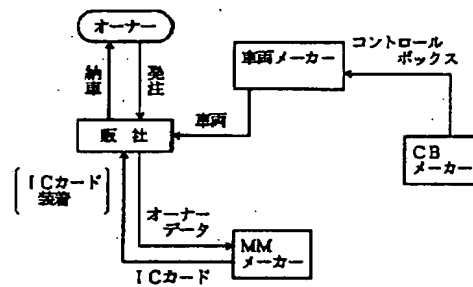 オーナー
納車
発注
車両メーカー
コントロール
ボックス
販社
車両
CB
メーカー
ICカード
装着
オーナー
データ
MM
メーカー
ICカード